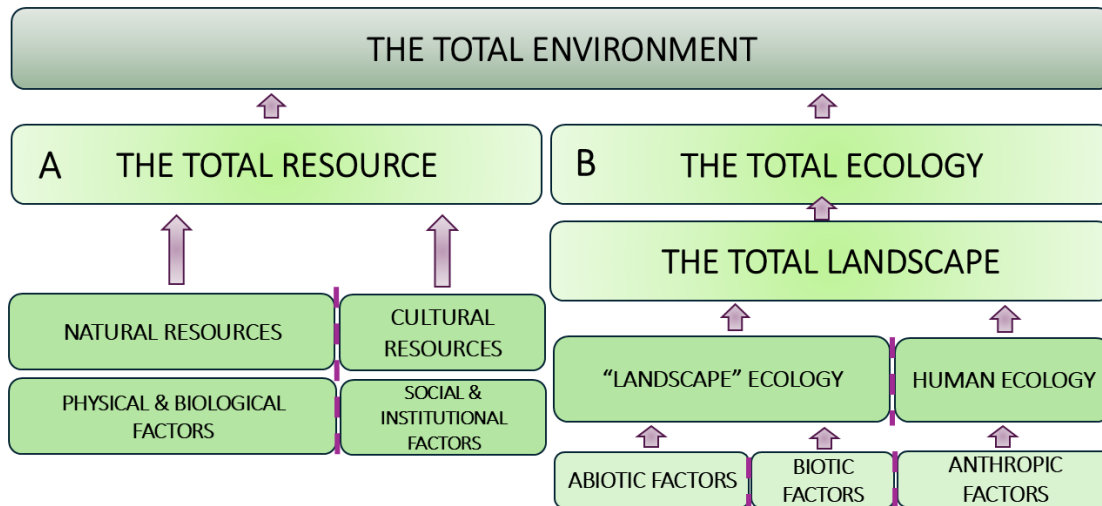 THE TOTAL ENVIRONMENT
A THE TOTAL RESOURCE
B THE TOTAL ECOLOGY
THE TOTAL LANDSCAPE
NATURAL RESOURCES
CULTURAL
RESOURCES
PHYSICAL & BIOLOGICAL
FACTORS
SOCIAL &
INSTITUTIONAL
FACTORS
“LANDSCAPE” ECOLOGY
HUMAN ECOLOGY
ABIOTIC FACTORS
BIOTIC
FACTORS
ANTHROPIC
FACTORS